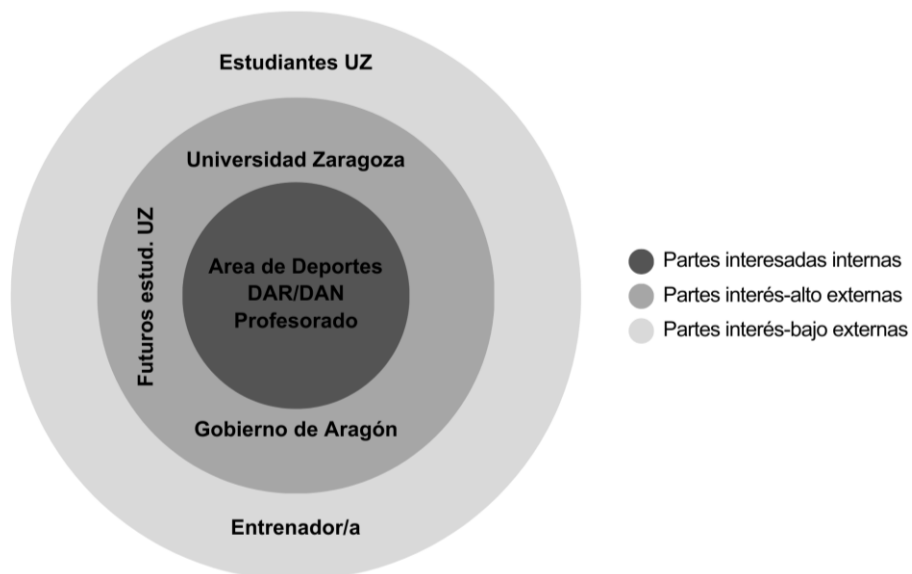 Estudiantes UZ
Universidad Zaragoza
Futuros estud. UZ
Area de Deportes
DAR/DAN
Profesorado
Gobierno de Aragón
Entrenador/a
Partes interesadas internas
Partes interés-alto externas
Partes interés-bajo externas